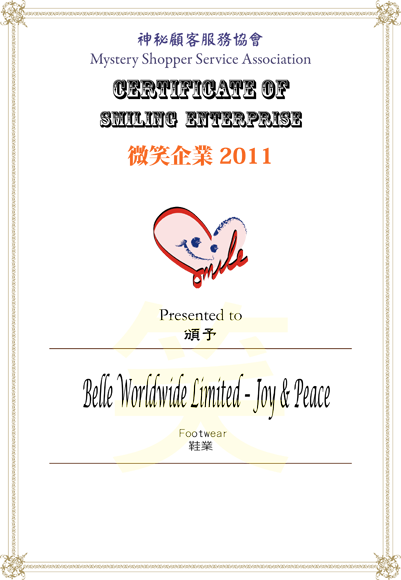 神秘顧客服務協會
Mystery Shopper Service Association
CERTIFICATE OF
SMILING ENTERPRISE
微笑企業 2011
Smile
Presented to
頒予
笑
Belle Worldwide Limited - Joy & Peace
Footwear
鞋業